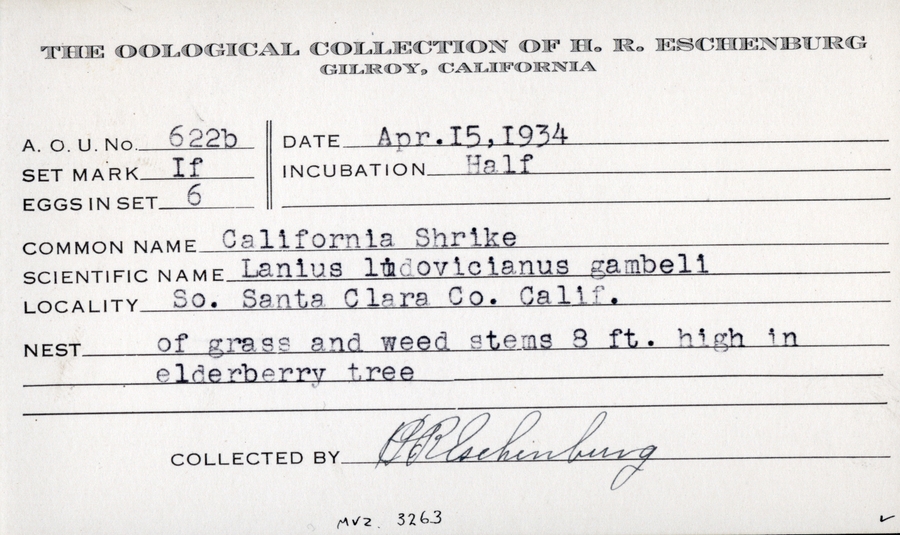 THE OOLOGICAL COLLECTION OF H. R. ESCHENBURG
GILROY, CALIFORNIA
A. O. U. No. 622b
SET MARK If
EGGS IN SET 6
DATE Apr.I5,I934
INCUBATION Half
COMMON NAME California Shrike
SCIENTIFIC NAME Lanius ludovicianus gambeli
LOCALITY So. Santa Clara Co. Calif.
NEST of grass and weed stems 8 ft. high in
elderberry tree
COLLECTED BY HREschenburg
MVZ. 3263